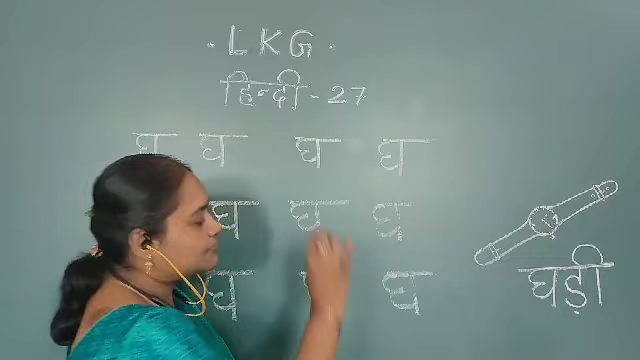 . LKG .
हिन्दी - 27
घ घ घ घ
घ घ घ
घ घ
घड़ी